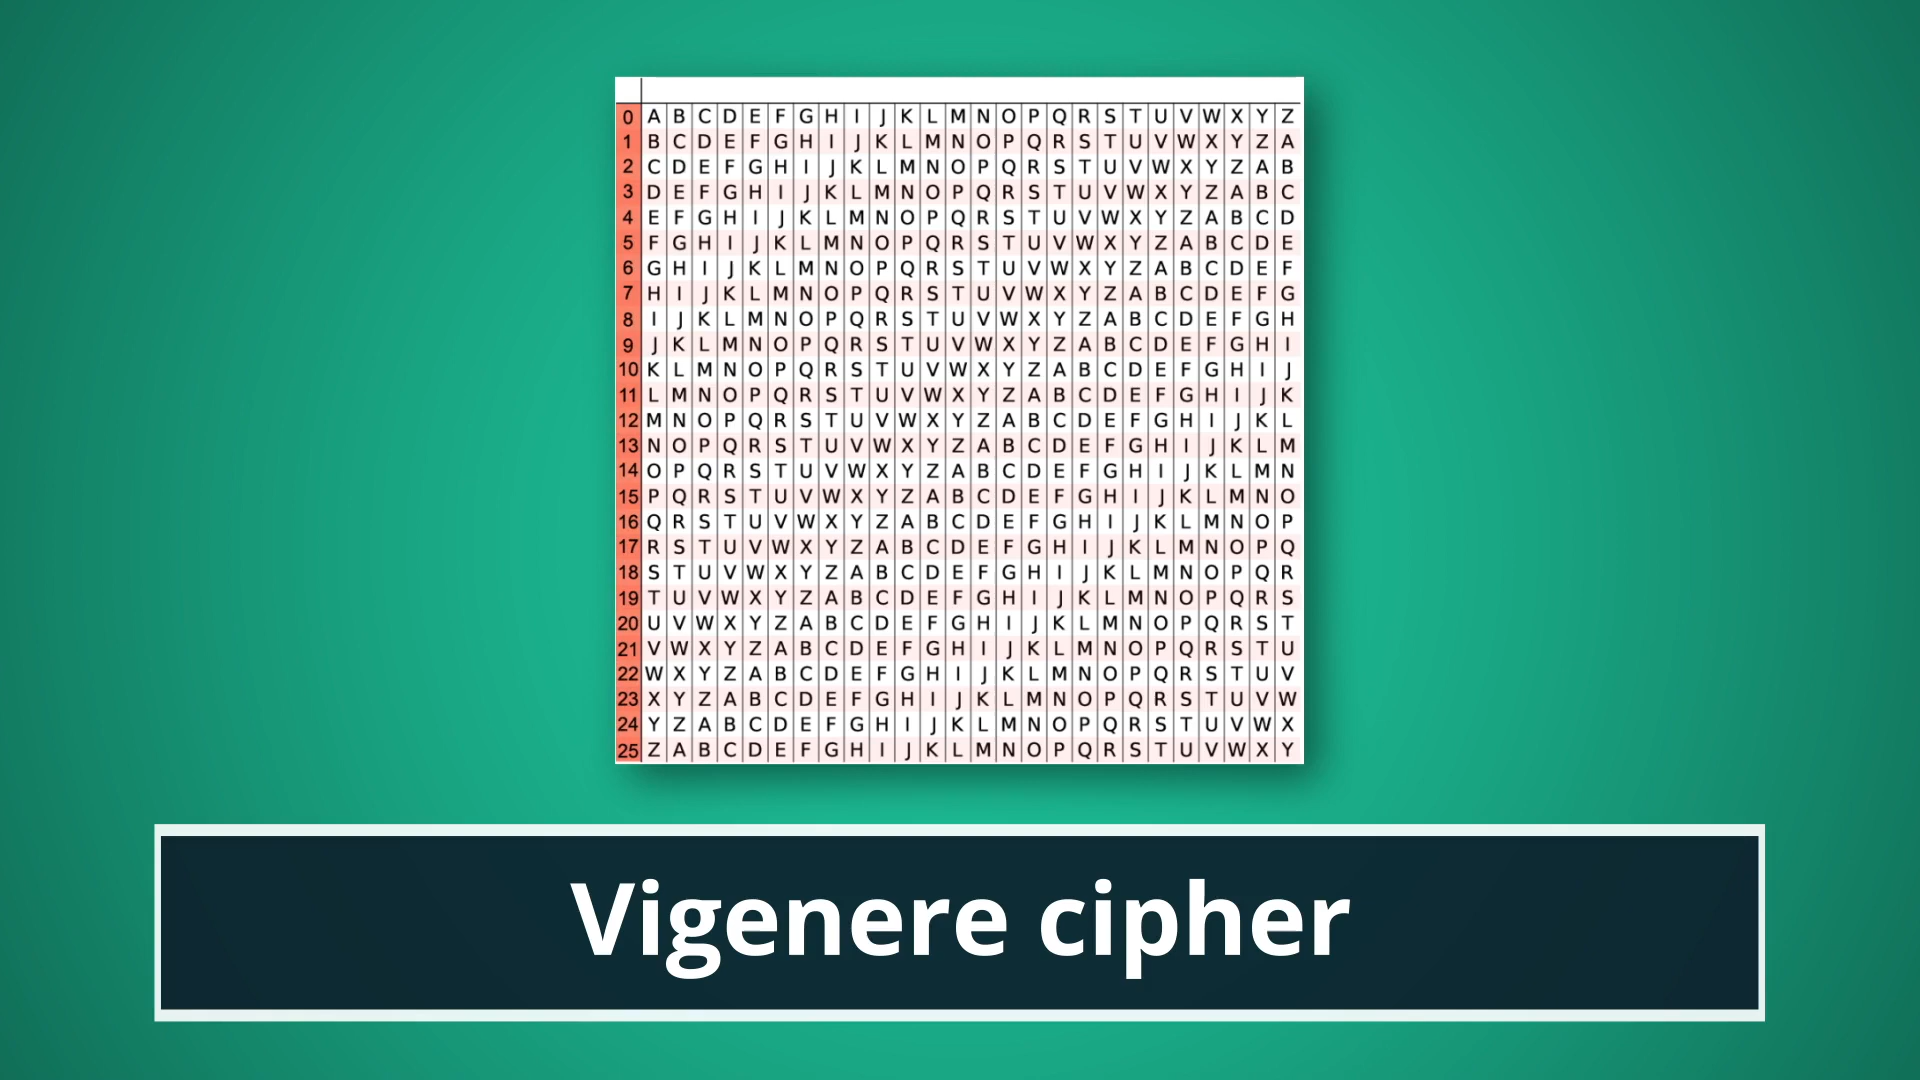 0 A B C D E F G H I J K L M N O P Q R S T U V W X Y Z
1 B C D E F G H I J K L M N O P Q R S T U V W X Y Z A
2 C D E F G H I J K L M N O P Q R S T U V W X Y Z A B
3 D E F G H I J K L M N O P Q R S T U V W X Y Z A B C
4 E F G H I J K L M N O P Q R S T U V W X Y Z A B C D
5 F G H I J K L M N O P Q R S T U V W X Y Z A B C D E
6 G H I J K L M N O P Q R S T U V W X Y Z A B C D E F
7 H I J K L M N O P Q R S T U V W X Y Z A B C D E F G
8 I J K L M N O P Q R S T U V W X Y Z A B C D E F G H
9 J K L M N O P Q R S T U V W X Y Z A B C D E F G H I
10 K L M N O P Q R S T U V W X Y Z A B C D E F G H I J
11 L M N O P Q R S T U V W X Y Z A B C D E F G H I J K
12 M N O P Q R S T U V W X Y Z A B C D E F G H I J K L
13 N O P Q R S T U V W X Y Z A B C D E F G H I J K L M
14 O P Q R S T U V W X Y Z A B C D E F G H I J K L M N
15 P Q R S T U V W X Y Z A B C D E F G H I J K L M N O
16 Q R S T U V W X Y Z A B C D E F G H I J K L M N O P
17 R S T U V W X Y Z A B C D E F G H I J K L M N O P Q
18 S T U V W X Y Z A B C D E F G H I J K L M N O P Q R
19 T U V W X Y Z A B C D E F G H I J K L M N O P Q R S
20 U V W X Y Z A B C D E F G H I J K L M N O P Q R S T
21 V W X Y Z A B C D E F G H I J K L M N O P Q R S T U
22 W X Y Z A B C D E F G H I J K L M N O P Q R S T U V
23 X Y Z A B C D E F G H I J K L M N O P Q R S T U V W
24 Y Z A B C D E F G H I J K L M N O P Q R S T U V W X
25 Z A B C D E F G H I J K L M N O P Q R S T U V W X Y
Vigenere cipher